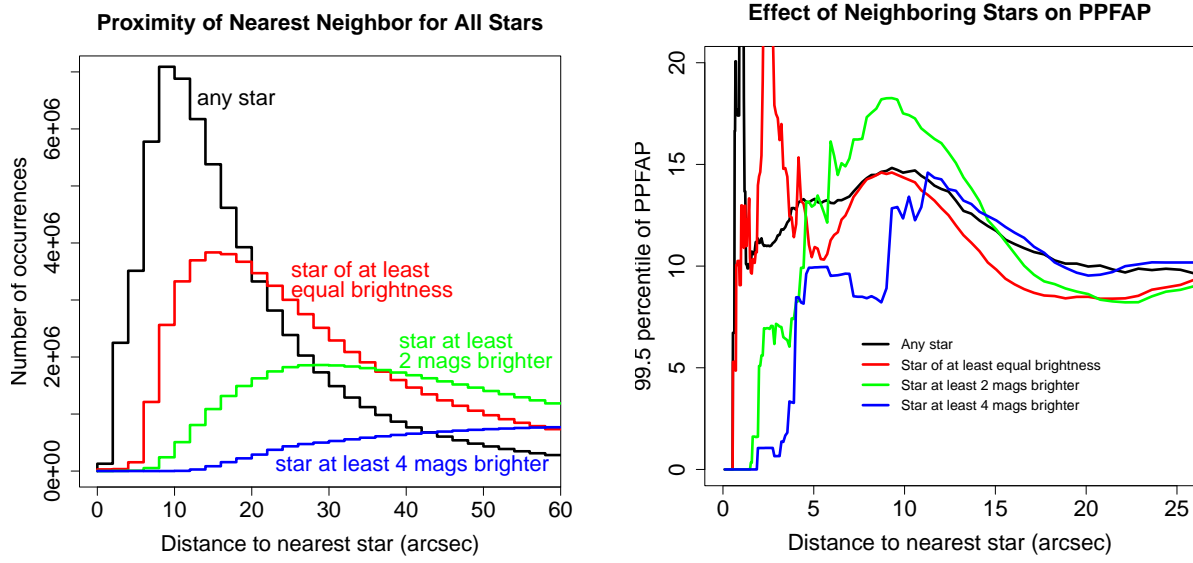 Proximity of Nearest Neighbor for All Stars
Number of occurrences
0e+00
2e+06
4e+06
6e+06
any star
star of at least
equal brightness
star at least
2 mags brighter
star at least 4 mags brighter
0 10 20 30 40 50 60
Distance to nearest star (arcsec)
Effect of Neighboring Stars on PPFAP
99.5 percentile of PPFAP
20
15
10
5
0
Any star
Star of at least equal brightness
Star at least 2 mags brighter
Star at least 4 mags brighter
0 5 10 15 20 25
Distance to nearest star (arcsec)